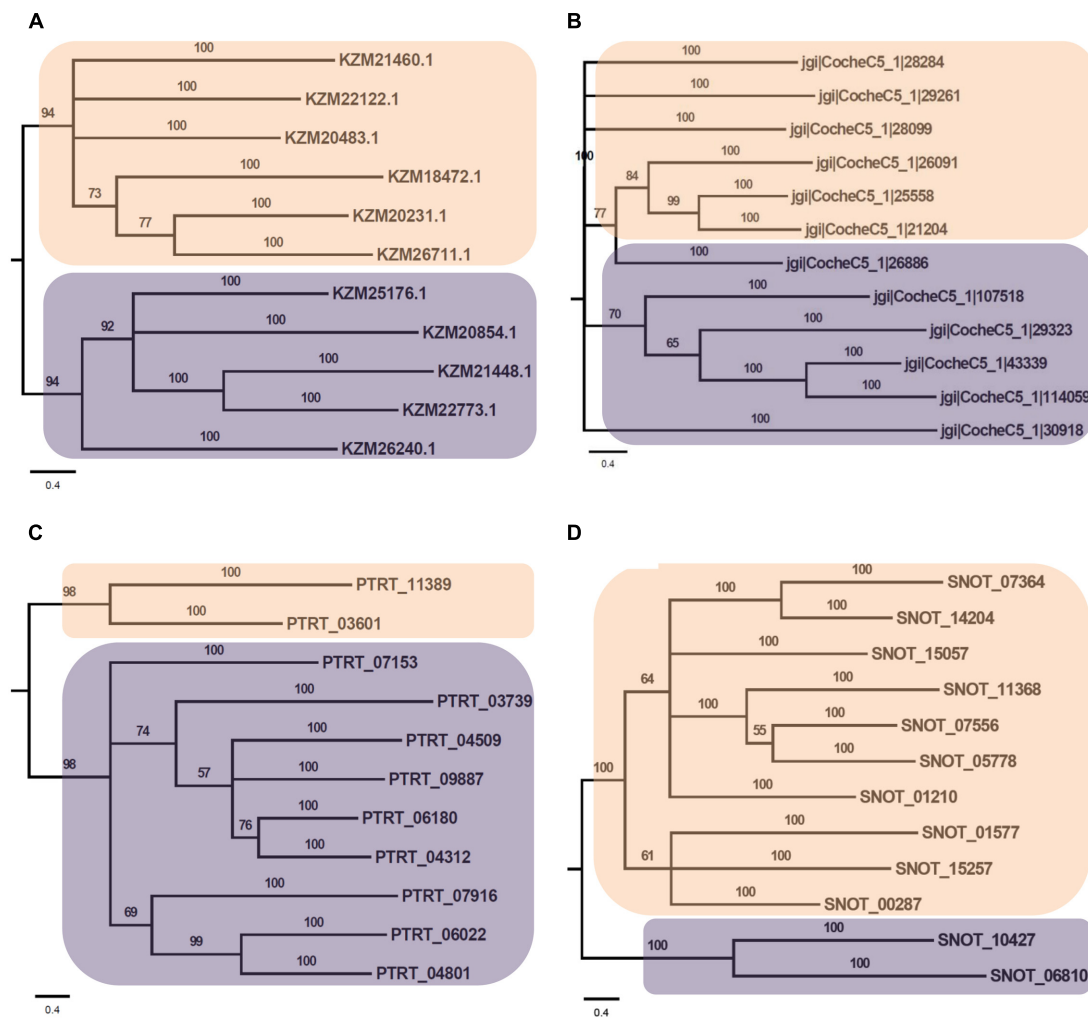 A
100
KZM21460.1
100
KZM22122.1
94
100
KZM20483.1
100
KZM18472.1
73
100
KZM20231.1
77
100
KZM26711.1
100
KZM25176.1
92
100
KZM20854.1
100
KZM21448.1
94
100
100
KZM22773.1
100
KZM26240.1
0.4
B
100
jgi|CocheC5_1|28284
100
jgi|CocheC5_1|29261
100
jgi|CocheC5_1|28099
100
100
jgi|CocheC5_1|26091
84
100
jgi|CocheC5_1|25558
99
77
100
jgi|CocheC5_1|21204
100
jgi|CocheC5_1|26886
100
jgi|CocheC5_1|107518
70
100
jgi|CocheC5_1|29323
65
100
jgi|CocheC5_1|43339
100
100
jgi|CocheC5_1|114059
100
jgi|CocheC5_1|30918
0.4
C
100
PTRT_11389
98
100
PTRT_03601
100
PTRT_07153
100
PTRT_03739
74
100
PTRT_04509
98
57
100
PTRT_09887
100
PTRT_06180
76
100
PTRT_04312
100
PTRT_07916
69
100
PTRT_06022
99
100
PTRT_04801
0.4
D
100
SNOT_07364
100
100
SNOT_14204
100
SNOT_15057
64
100
SNOT_11368
100
100
SNOT_07556
55
100
SNOT_05778
100
100
SNOT_01210
100
SNOT_01577
61
100
SNOT_15257
100
SNOT_00287
100
SNOT_10427
100
100
SNOT_06810
0.4